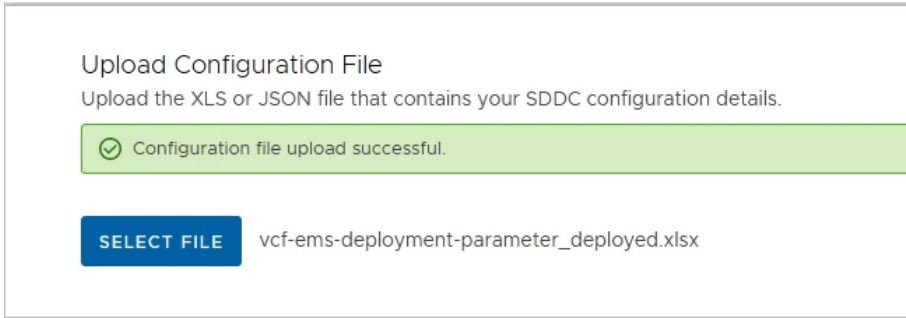 Upload Configuration File
Upload the XLS or JSON file that contains your SDDC configuration details.
Configuration file upload successful.
SELECT FILE vcf-ems-deployment-parameter_deployed.xlsx